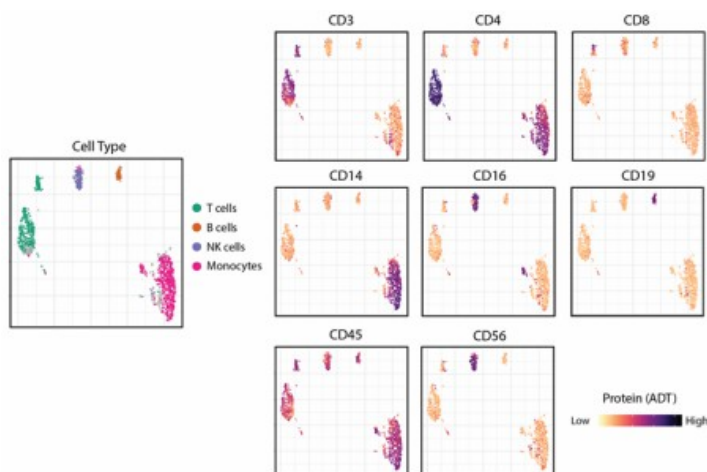 CD3
CD4
CD8
Cell Type
T cells
B cells
NK cells
Monocytes
CD14
CD16
CD19
CD45
CD56
Protein (ADT)
Low
High